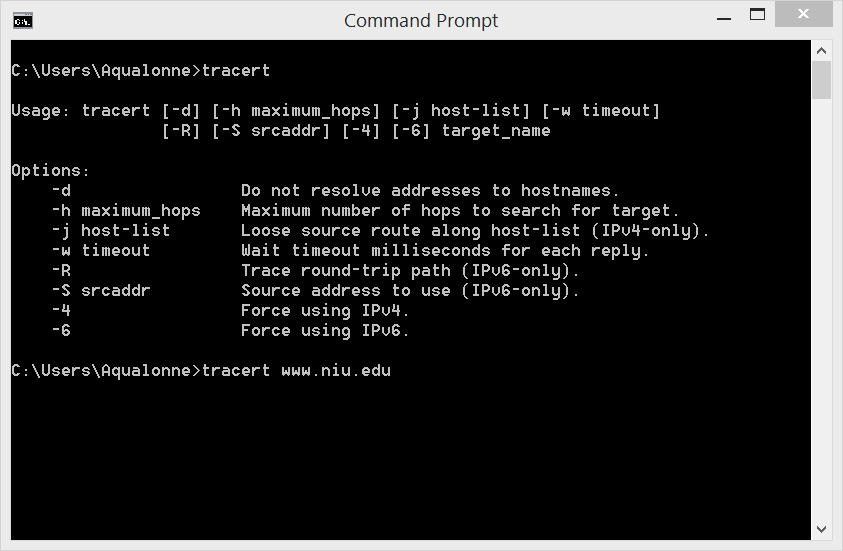 Command Prompt
C:\Users\Aqualonne>tracert
Usage: tracert [-d] [-h maximum_hops] [-j host-list] [-w timeout]
               [-R] [-S srcaddr] [-4] [-6] target_name
Options:
    -d                 Do not resolve addresses to hostnames.
    -h maximum_hops    Maximum number of hops to search for target.
    -j host-list       Loose source route along host-list (IPv4-only).
    -w timeout         Wait timeout milliseconds for each reply.
    -R                 Trace round-trip path (IPv6-only).
    -S srcaddr         Source address to use (IPv6-only).
    -4                 Force using IPv4.
    -6                 Force using IPv6.
C:\Users\Aqualonne>tracert www.niu.edu